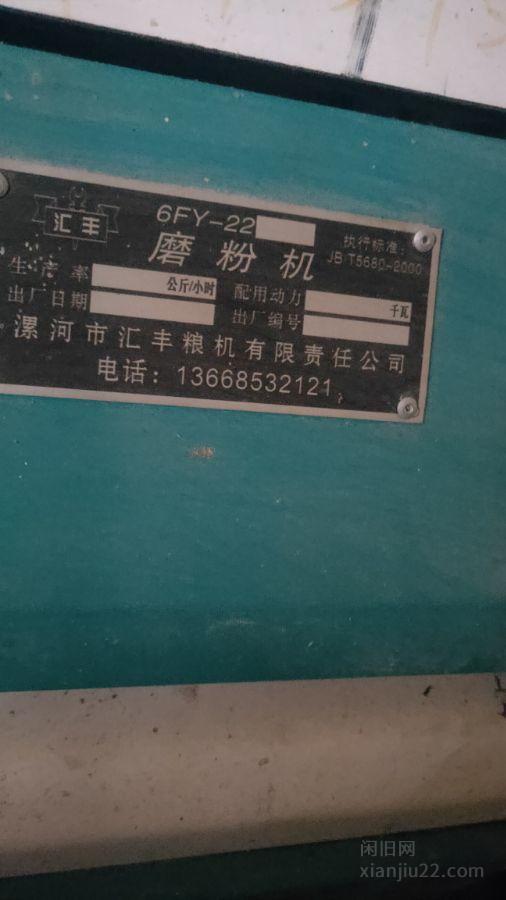 汇丰
6FY-22
磨粉机
执行标准:
JB T5680-2000
生产率 公斤/小时 配用动力 千瓦
出厂日期 出厂编号
漯河市汇丰粮机有限责任公司
电话:13668532121
闲旧网
xianjiu22.com